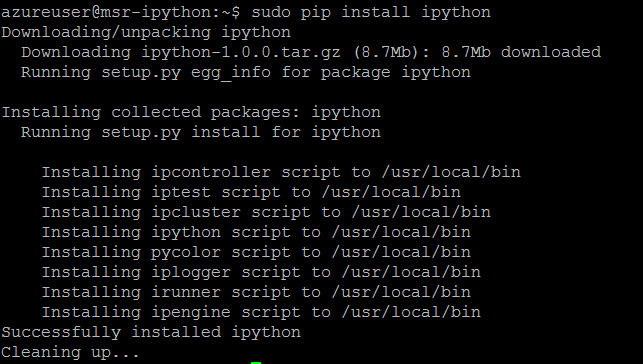 azureuser@msr-ipython:~$ sudo pip install ipython
Downloading/unpacking ipython
  Downloading ipython-1.0.0.tar.gz (8.7Mb): 8.7Mb downloaded
  Running setup.py egg_info for package ipython

Installing collected packages: ipython
  Running setup.py install for ipython

    Installing ipcontroller script to /usr/local/bin
    Installing iptest script to /usr/local/bin
    Installing ipcluster script to /usr/local/bin
    Installing ipython script to /usr/local/bin
    Installing pycolor script to /usr/local/bin
    Installing iplogger script to /usr/local/bin
    Installing irunner script to /usr/local/bin
    Installing ipengine script to /usr/local/bin
Successfully installed ipython
Cleaning up...